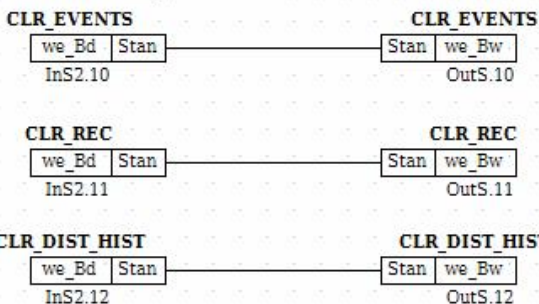 CLR_EVENTS CLR_EVENTS
we_Bd Stan Stan we_Bw
InS2.10 OutS.10
CLR_REC CLR_REC
we_Bd Stan Stan we_Bw
InS2.11 OutS.11
CLR_DIST_HIST CLR_DIST_HIST
we_Bd Stan Stan we_Bw
InS2.12 OutS.12